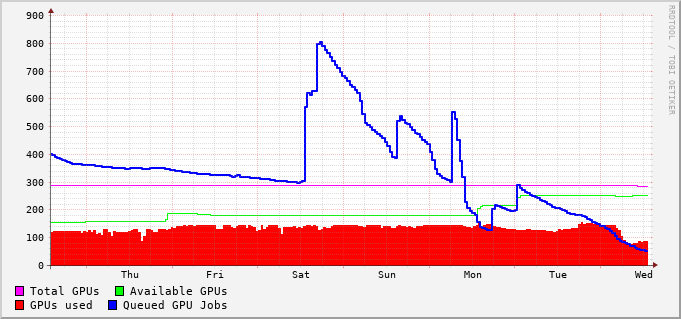 900
800
700
600
500
400
300
200
100
0
Thu Fri Sat Sun Mon Tue Wed
Total GPUs Available GPUs
GPUs used Queued GPU Jobs
RRDTOOL / TOBI OETIKER